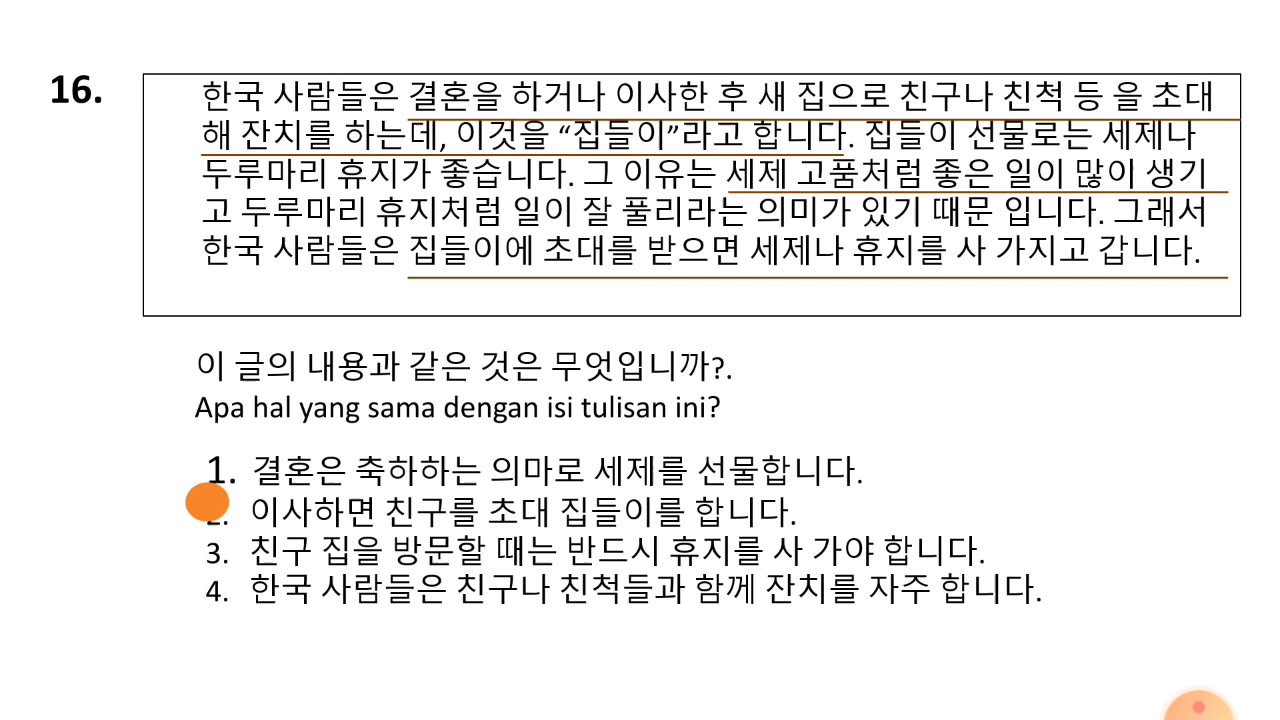 16.
한국 사람들은 결혼을 하거나 이사한 후 새 집으로 친구나 친척 등 을 초대
해 잔치를 하는데, 이것을 “집들이”라고 합니다. 집들이 선물로는 세제나
두루마리 휴지가 좋습니다. 그 이유는 세제 고품처럼 좋은 일이 많이 생기
고 두루마리 휴지처럼 일이 잘 풀리라는 의미가 있기 때문 입니다. 그래서
한국 사람들은 집들이에 초대를 받으면 세제나 휴지를 사 가지고 갑니다.
이 글의 내용과 같은 것은 무엇입니까?.
Apa hal yang sama dengan isi tulisan ini?
1. 결혼은 축하하는 의마로 세제를 선물합니다.
2. 이사하면 친구를 초대 집들이를 합니다.
3. 친구 집을 방문할 때는 반드시 휴지를 사 가야 합니다.
4. 한국 사람들은 친구나 친척들과 함께 잔치를 자주 합니다.